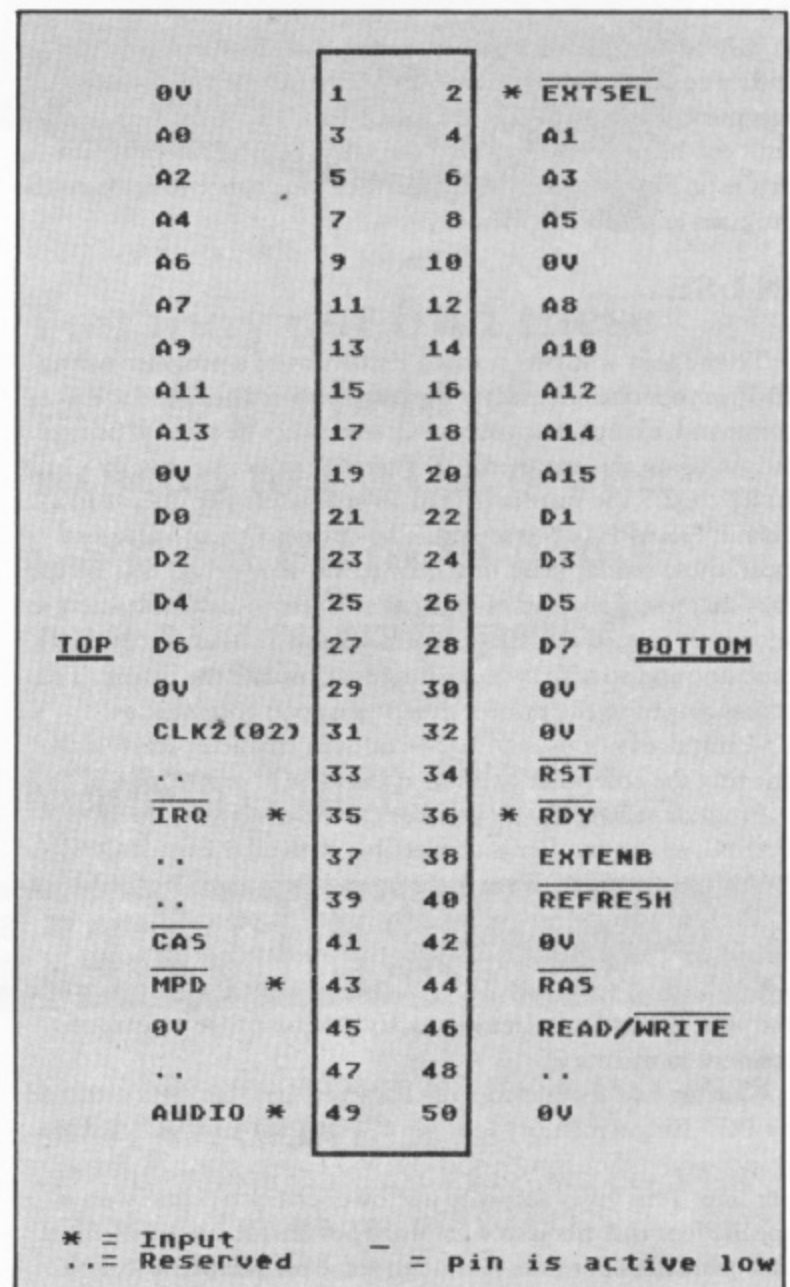 0V 1 2 * EXTSEL
A0 3 4 A1
A2 5 6 A3
A4 7 8 A5
A6 9 10 0V
A7 11 12 A8
A9 13 14 A10
A11 15 16 A12
A13 17 18 A14
0V 19 20 A15
D0 21 22 D1
D2 23 24 D3
D4 25 26 D5
TOP D6 27 28 D7 BOTTOM
0V 29 30 0V
CLK2(02) 31 32 0V
.. 33 34 RST
IRQ * 35 36 * RDY
.. 37 38 EXTENB
.. 39 40 REFRESH
CAS 41 42 0V
MPD * 43 44 RAS
0V 45 46 READ/WRITE
.. 47 48 ..
AUDIO * 49 50 0V
* = Input _ = pin is active low
..= Reserved